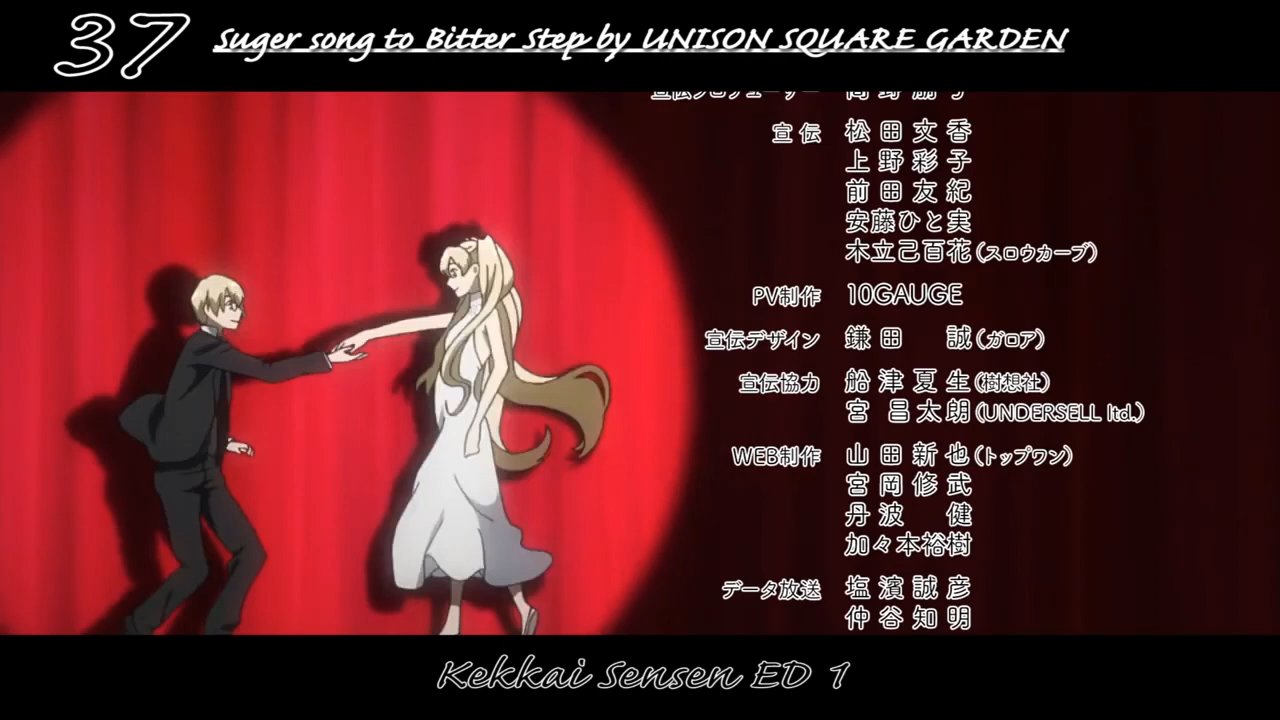 37
Suger song to Bitter Step by UNISON SQUARE GARDEN
宣伝 松田文香
上野彩子
前田友紀
安藤ひと実
木立己百花(スロウカーブ)
PV制作 10GAUGE
宣伝デザイン 鎌田 誠(ガロア)
宣伝協力 船津夏生(樹想社)
宮 昌太朗(UNDERSELL ltd.)
WEB制作 山田新也(トップワン)
宮岡修武
丹波 健
加々本裕樹
データ放送 塩濱誠彦
仲谷知明
Kekkai Sensen ED 1